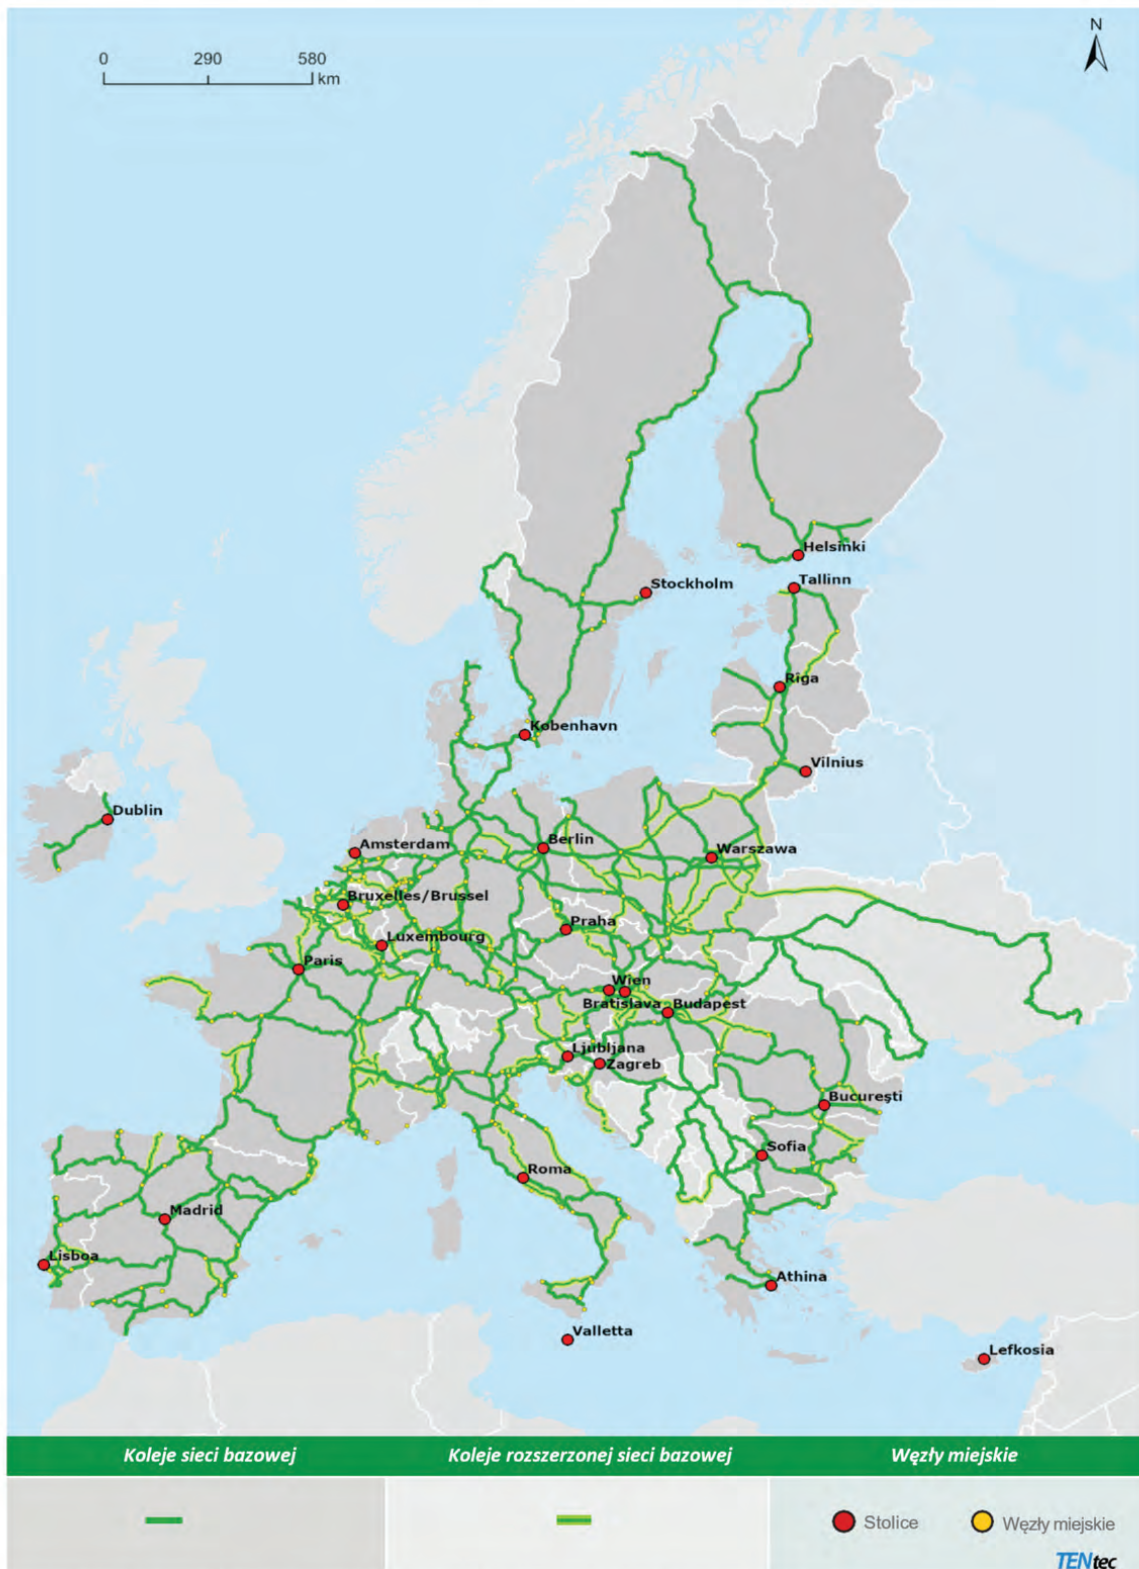 N
0 290 580
km
Helsinki
Stockholm
Tallinn
Riga
København
Vilnius
Dublin
Amsterdam
Berlin
Warszawa
Bruxelles/Brussel
Praha
Luxembourg
Paris
Wien
Bratislava
Budapest
Ljubljana
Zagreb
Bucureşti
Sofia
Roma
Madrid
Lisboa
Athina
Valletta
Lefkosia
Koleje sieci bazowej Koleje rozszerzonej sieci bazowej Węzły miejskie
Stolice Węzły miejskie
TENtec